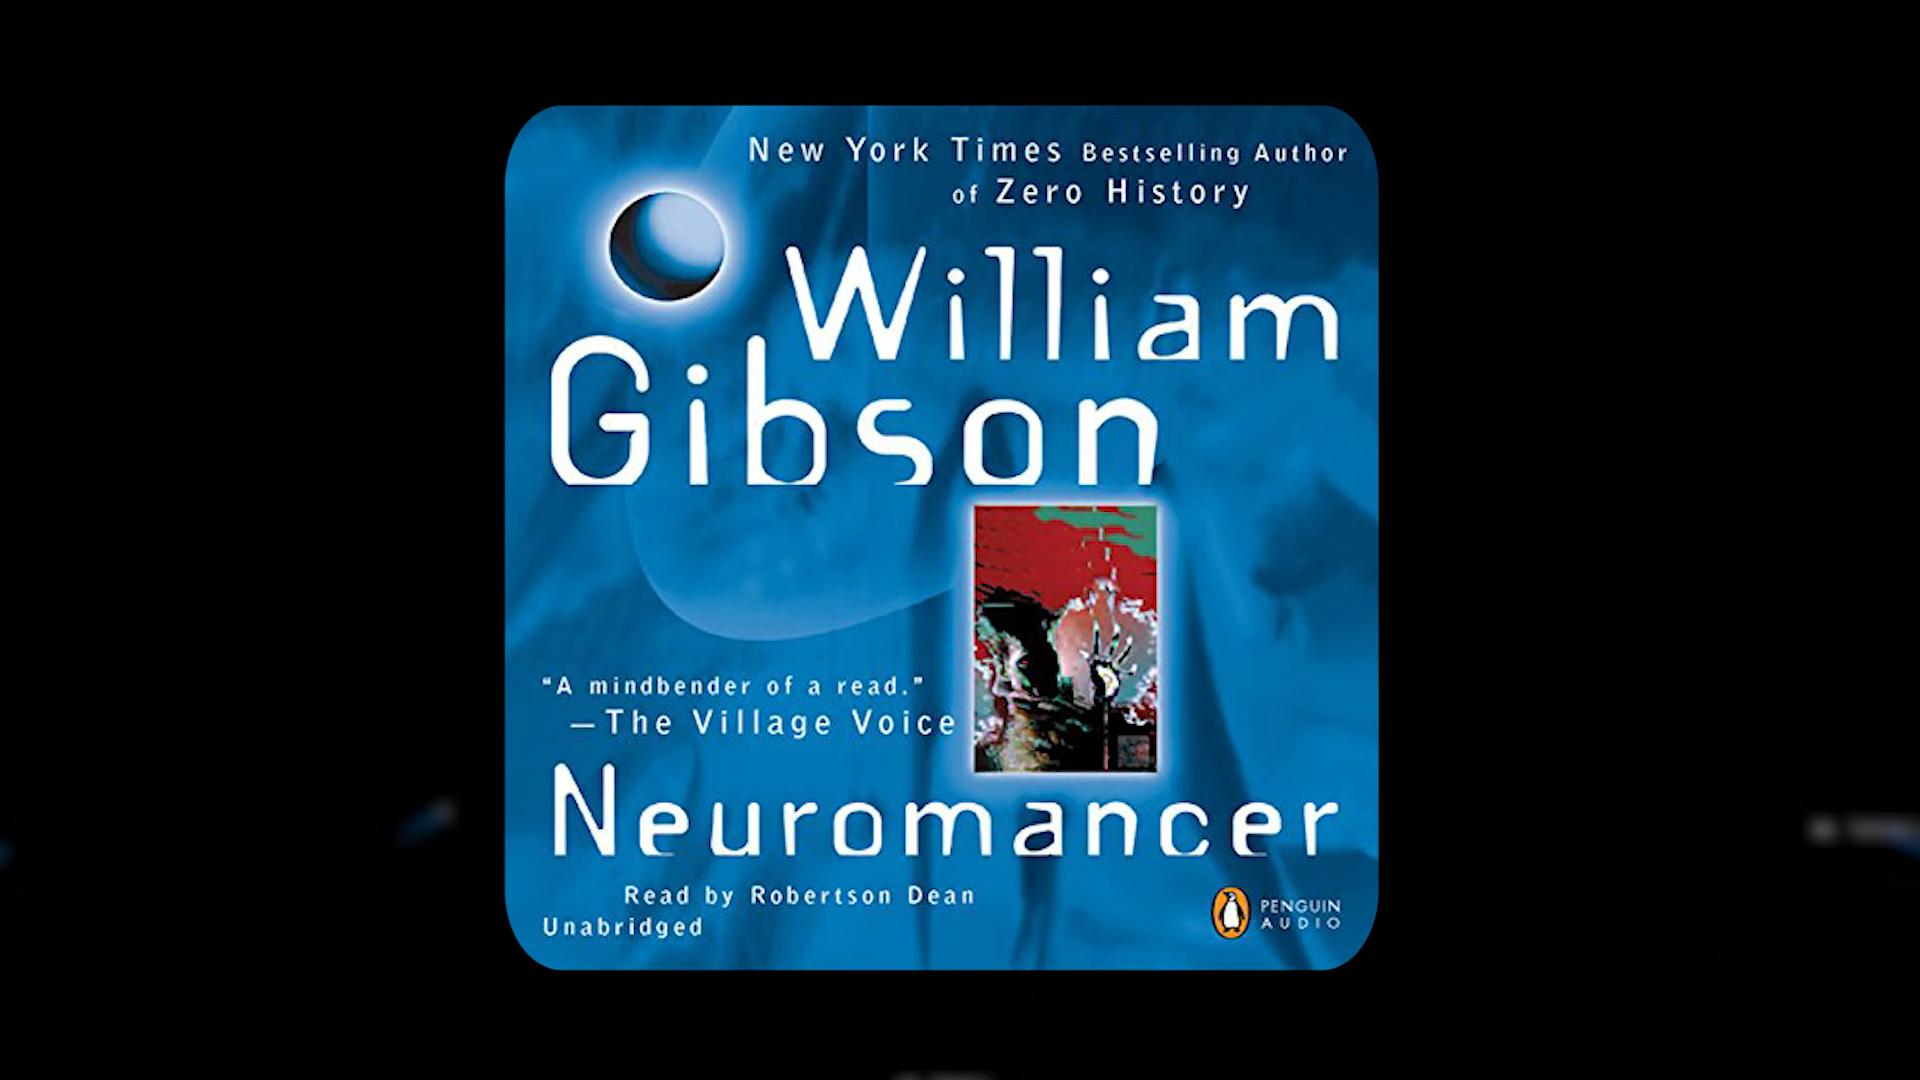 New York Times Bestselling Author
of Zero History
William
Gibson
“A mindbender of a read.”
—The Village Voice
Neuromancer
Read by Robertson Dean
Unabridged
PENGUIN
AUDIO